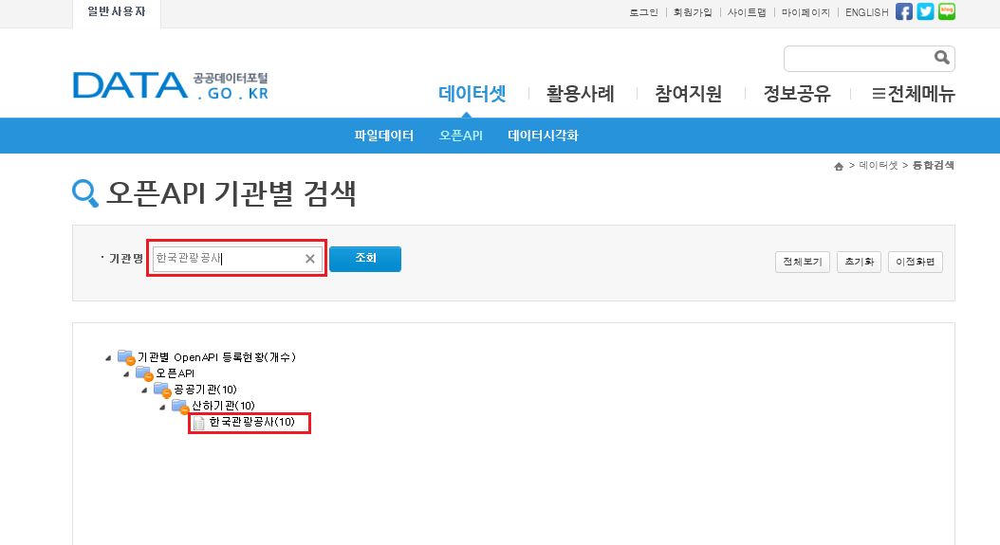 일반사용자
로그인 | 회원가입 | 사이트맵 | 마이페이지 | ENGLISH
blog
DATA 공공데이터포털
. GO . KR
데이터셋 활용사례 참여지원 정보공유 전체메뉴
파일데이터 오픈API 데이터시각화
> 데이터셋 > 통합검색
오픈API 기관별 검색
· 기관명 한국관광공사 조회
전체보기 초기화 이전화면
기관별 OpenAPI 등록현황(개수)
오픈API
공공기관(10)
산하기관(10)
한국관광공사(10)